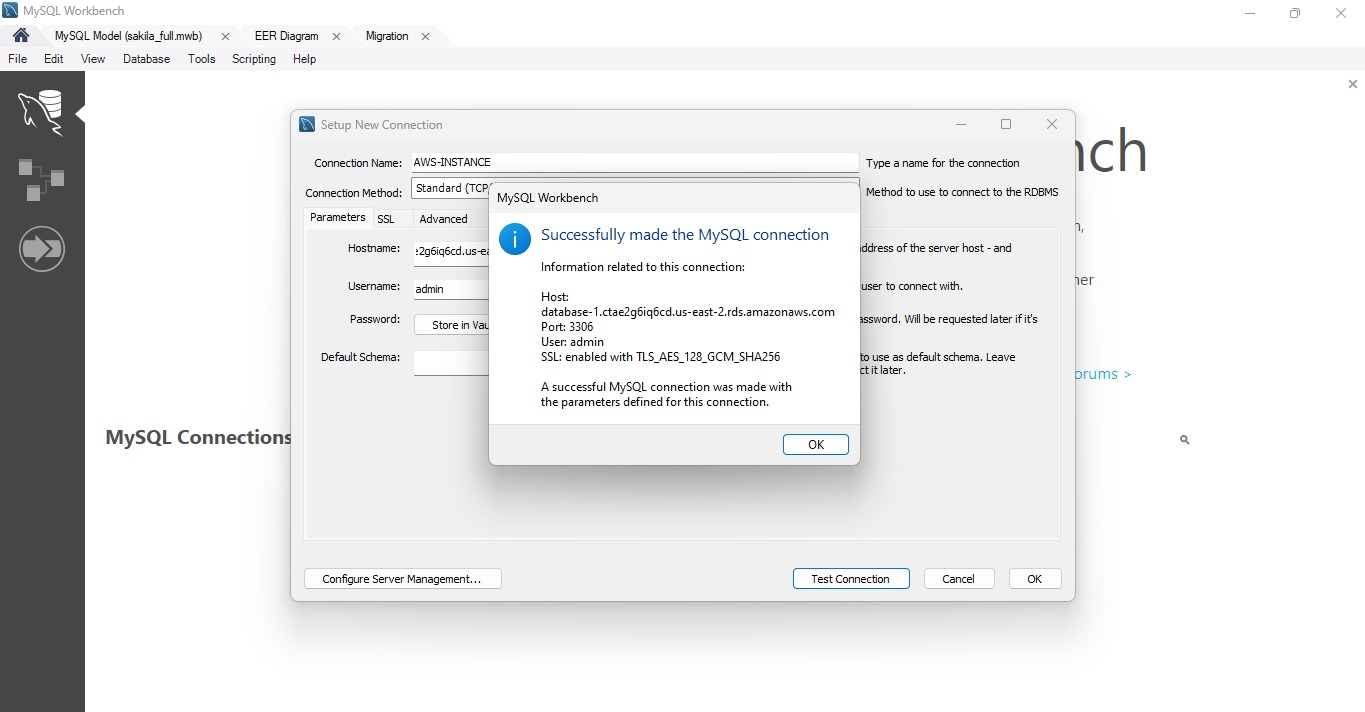 MySQL Workbench
MySQL Model (sakila_full.mwb)
EER Diagram
Migration
File Edit View Database Tools Scripting Help
Setup New Connection
Connection Name: AWS-INSTANCE Type a name for the connection
Connection Method: Standard (TCP/ Method to use to connect to the RDBMS
Parameters SSL Advanced
Hostname: e2g6iq6cd.us-ea address of the server host - and
Username: admin user to connect with.
Password: Store in Vau assword. Will be requested later if it's
Default Schema: to use as default schema. Leave
ct it later.
MySQL Workbench
Successfully made the MySQL connection
Information related to this connection:
Host:
database-1.ctae2g6iq6cd.us-east-2.rds.amazonaws.com
Port: 3306
User: admin
SSL: enabled with TLS_AES_128_GCM_SHA256
A successful MySQL connection was made with
the parameters defined for this connection.
OK
Configure Server Management... Test Connection Cancel OK
nch
n,
ner
orums >
MySQL Connections